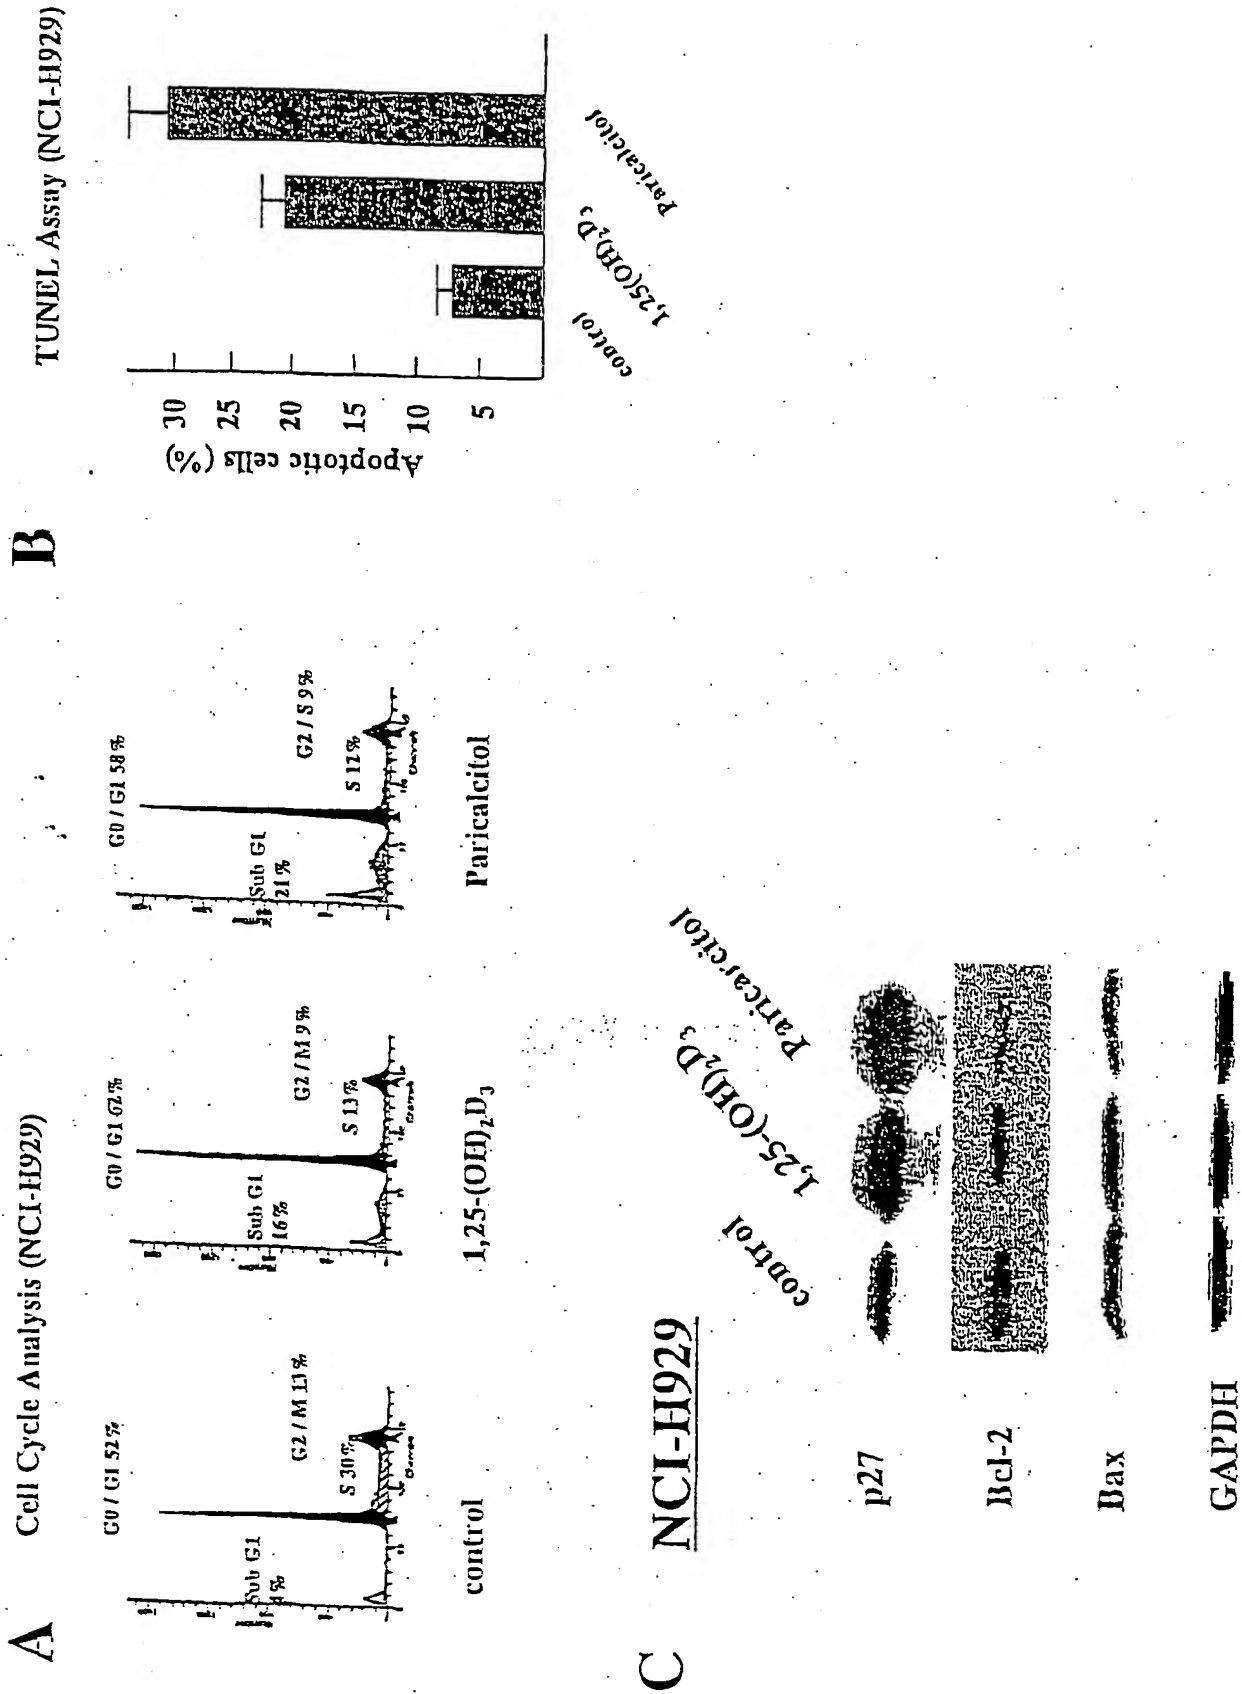 A
Cell Cycle Analysis (NCI-H929)
G0 / G1 52%
Sub G1
4%
S 30%
G2 / M 13%
control
G0 / G1 62%
Sub G1
16%
S 13%
G2 / M 9%
1,25-(OH)₂D₃
G0 / G1 58%
Sub G1
21%
S 12%
G2 / S 9%
Paricalcitol
B
TUNEL Assay (NCI-H929)
Apoptotic cells (%)
30
25
20
15
10
5
control
1,25(OH)₂D₃
Paricalcitol
C
NCI-H929
control
1,25-(OH)₂D₃
Paricarcitol
p27
Bcl-2
Bax
GAPDH